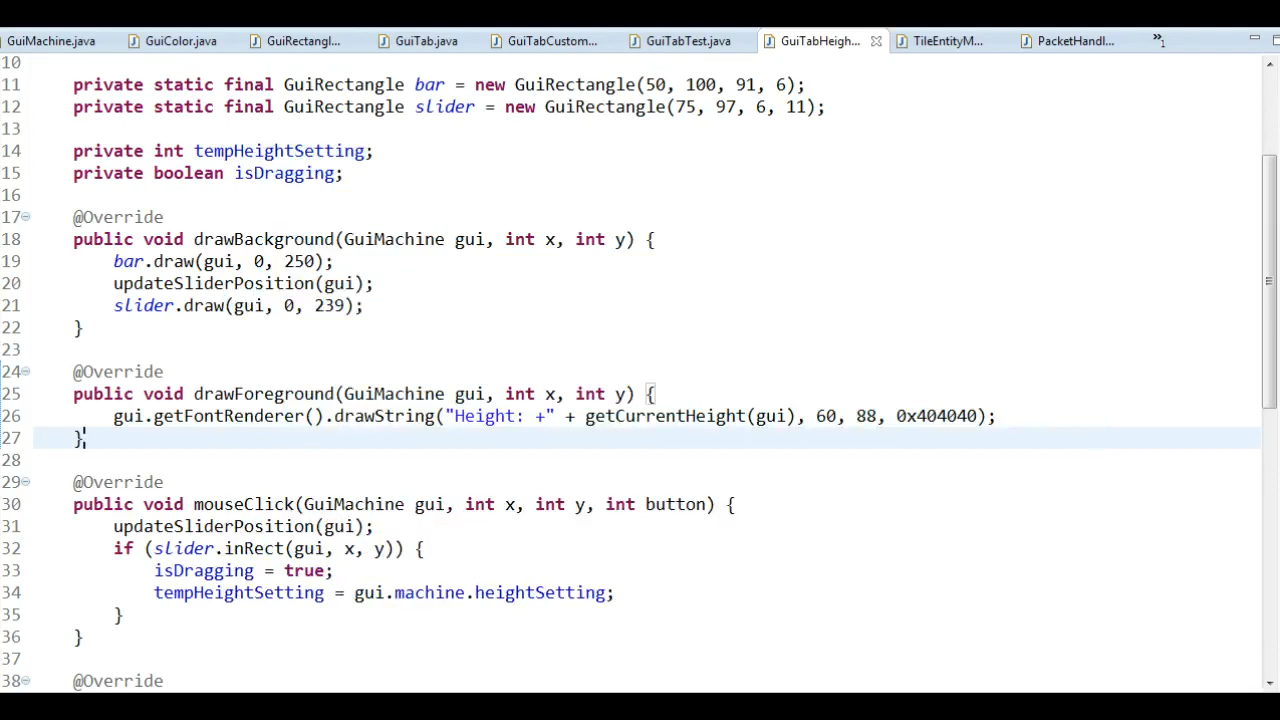 GuiMachine.java GuiColor.java GuiRectangl... GuiTab.java GuiTabCustom... GuiTabTest.java GuiTabHeigh... TileEntityM... PacketHandl... »1
10
11 private static final GuiRectangle bar = new GuiRectangle(50, 100, 91, 6);
12 private static final GuiRectangle slider = new GuiRectangle(75, 97, 6, 11);
13
14 private int tempHeightSetting;
15 private boolean isDragging;
16
17 @Override
18 public void drawBackground(GuiMachine gui, int x, int y) {
19 bar.draw(gui, 0, 250);
20 updateSliderPosition(gui);
21 slider.draw(gui, 0, 239);
22 }
23
24 @Override
25 public void drawForeground(GuiMachine gui, int x, int y) {
26 gui.getFontRenderer().drawString("Height: +" + getCurrentHeight(gui), 60, 88, 0x404040);
27 }
28
29 @Override
30 public void mouseClick(GuiMachine gui, int x, int y, int button) {
31 updateSliderPosition(gui);
32 if (slider.inRect(gui, x, y)) {
33 isDragging = true;
34 tempHeightSetting = gui.machine.heightSetting;
35 }
36 }
37
38 @Override